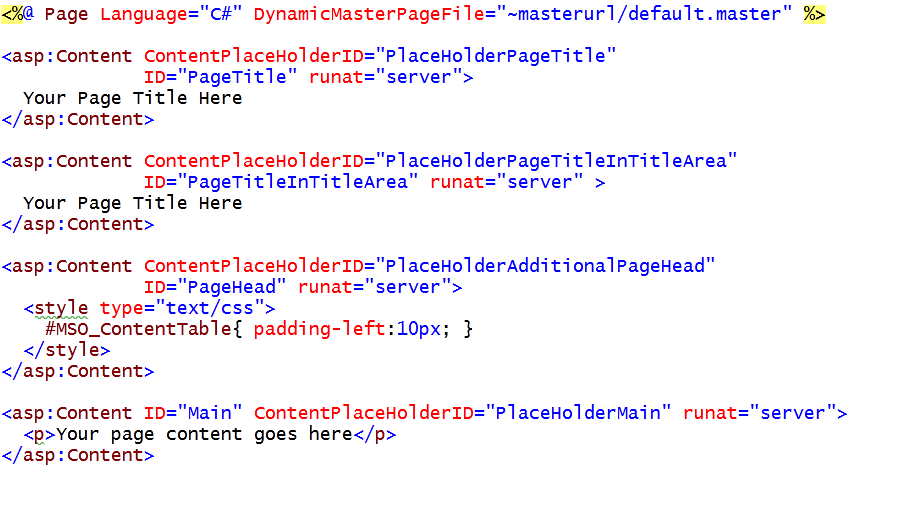 <%@ Page Language="C#" DynamicMasterPageFile="~masterurl/default.master" %>
<asp:Content ContentPlaceHolderID="PlaceHolderPageTitle"
ID="PageTitle" runat="server">
Your Page Title Here
</asp:Content>
<asp:Content ContentPlaceHolderID="PlaceHolderPageTitleInTitleArea"
ID="PageTitleInTitleArea" runat="server" >
Your Page Title Here
</asp:Content>
<asp:Content ContentPlaceHolderID="PlaceHolderAdditionalPageHead"
ID="PageHead" runat="server">
<style type="text/css">
#MSO_ContentTable{ padding-left:10px; }
</style>
</asp:Content>
<asp:Content ID="Main" ContentPlaceHolderID="PlaceHolderMain" runat="server">
<p>Your page content goes here</p>
</asp:Content>